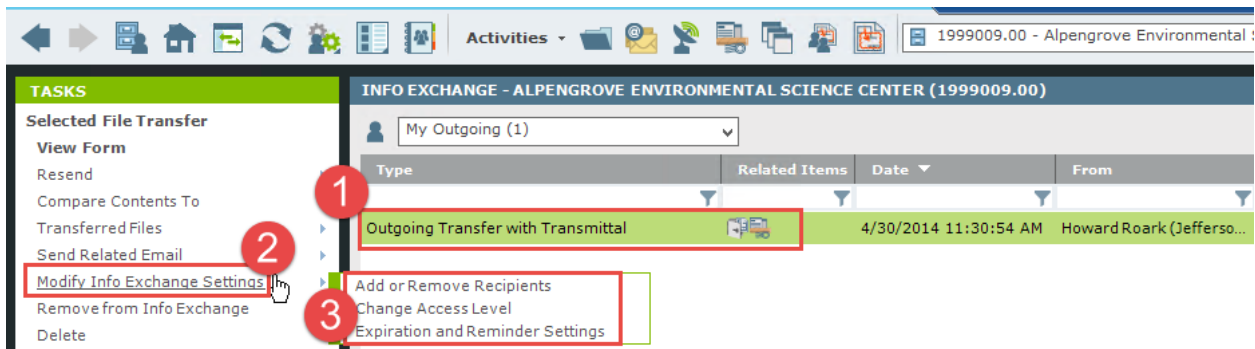 Activities
1999009.00 - Alpengrove Environmental
TASKS
Selected File Transfer
View Form
Resend
Compare Contents To
Transferred Files
Send Related Email
Modify Info Exchange Settings
Remove from Info Exchange
Delete
INFO EXCHANGE - ALPENGROVE ENVIRONMENTAL SCIENCE CENTER (1999009.00)
My Outgoing (1)
Type Related Items Date From
1
Outgoing Transfer with Transmittal 4/30/2014 11:30:54 AM Howard Roark (Jefferso...
2
3
Add or Remove Recipients
Change Access Level
Expiration and Reminder Settings